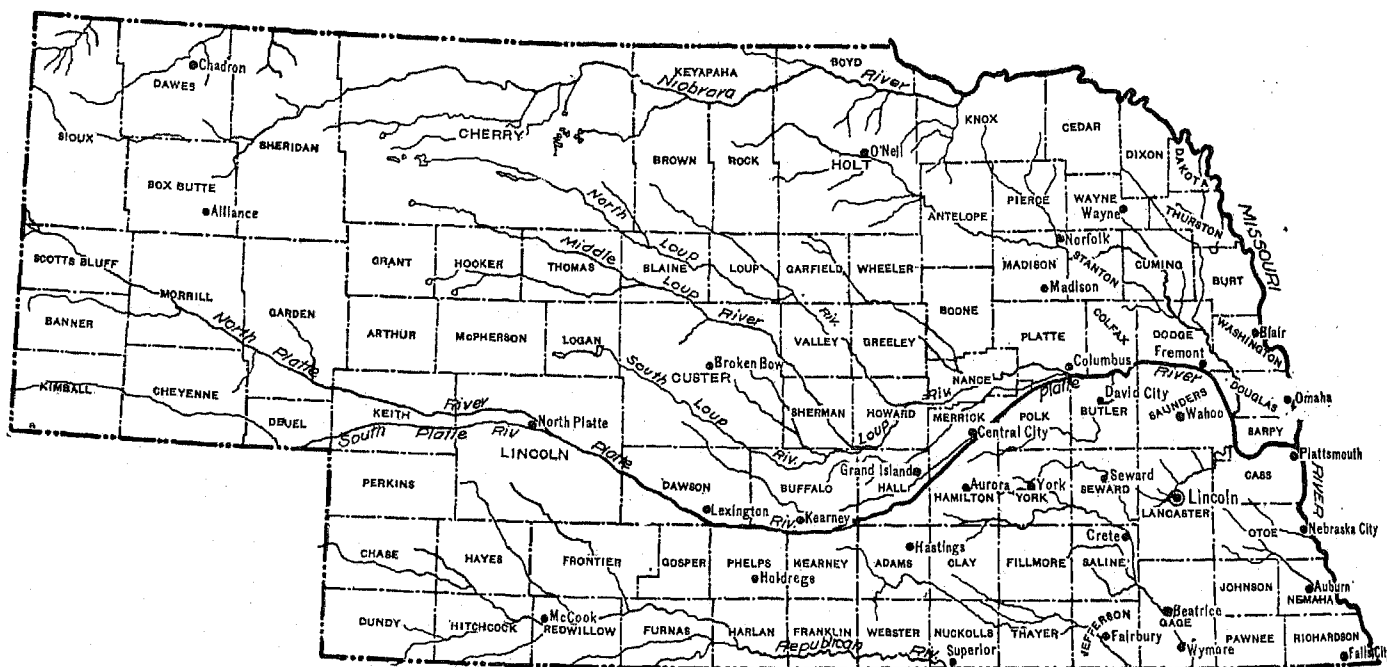 BOYD
KEYAPAHA
Niobrara
River
Chadron
DAWES
SIOUX
SHERIDAN
CHERRY
BROWN
ROCK
HOLT
O'Neil
KNOX
CEDAR
DIXON
DAKOTA
BOX BUTTE
Alliance
ANTELOPE
PIERCE
WAYNE
Wayne
THURSTON
MISSOURI
RIVER
North
Loup
Riv.
Middle
Loup
River
Norfolk
SCOTTS BLUFF
MORRILL
GRANT
HOOKER
THOMAS
BLAINE
LOUP
GARFIELD
WHEELER
MADISON
Madison
STANTON
CUMING
BURT
BANNER
GARDEN
ARTHUR
McPHERSON
LOGAN
BOONE
PLATTE
COLFAX
DODGE
Fremont
WASHINGTON
Blair
North Platte
River
KIMBALL
CHEYENNE
DEUEL
KEITH
South Platte Riv
North Platte
LINCOLN
South
Loup
Riv.
Broken Bow
CUSTER
VALLEY
GREELEY
NANCE
Columbus
SHERMAN
HOWARD
Loup
Riv.
MERRICK
Platte
River
POLK
David City
BUTLER
SAUNDERS
Wahoo
DOUGLAS
Omaha
SARPY
Central City
Plattsmouth
CASS
PERKINS
Platte
Riv.
DAWSON
Lexington
BUFFALO
Kearney
Grand Island
HALL
Aurora
HAMILTON
York
YORK
Seward
SEWARD
Lincoln
LANCASTER
Nebraska City
OTOE
CHASE
HAYES
FRONTIER
GOSPER
PHELPS
Holdrege
KEARNEY
ADAMS
Hastings
CLAY
FILLMORE
Crete
SALINE
JOHNSON
Auburn
NEMAHA
DUNDY
HITCHCOCK
McCook
REDWILLOW
FURNAS
HARLAN
FRANKLIN
Republican
Riv.
WEBSTER
NUCKOLLS
Superior
THAYER
JEFFERSON
Fairbury
Beatrice
GAGE
Wymore
PAWNEE
RICHARDSON
Falls Cit